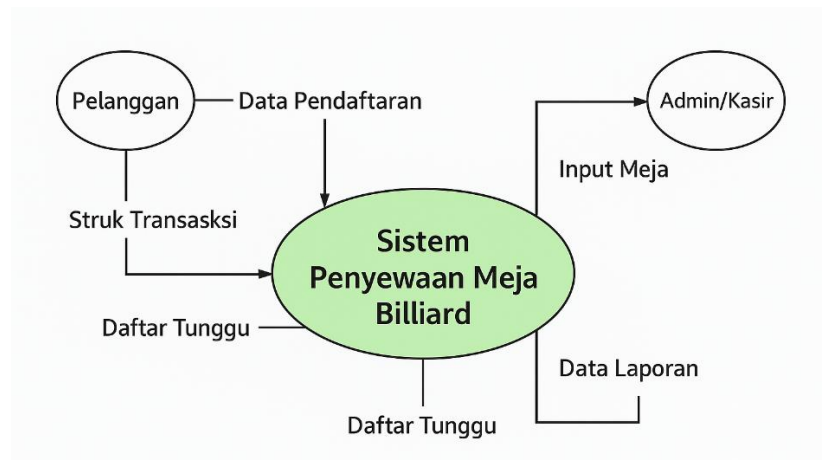 Pelanggan
Data Pendaftaran
Admin/Kasir
Input Meja
Struk Transasksi
Sistem
Penyewaan Meja
Billiard
Daftar Tunggu
Data Laporan
Daftar Tunggu